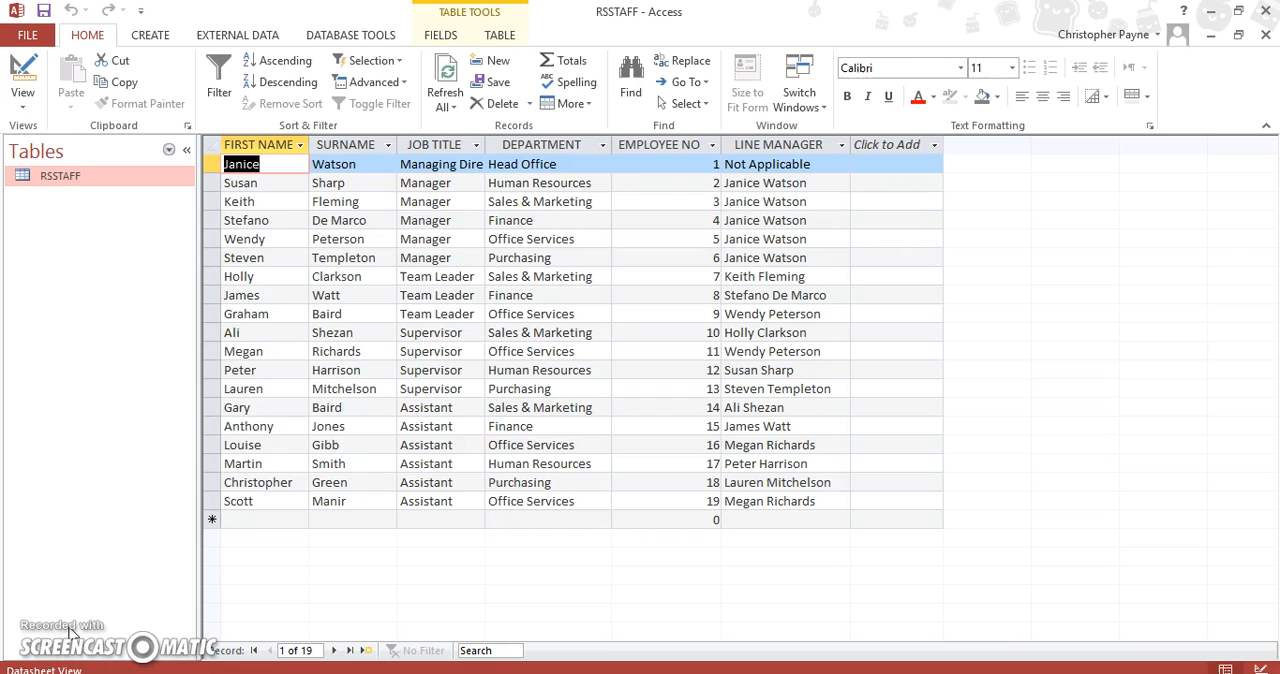 TABLE TOOLS
RSSTAFF - Access
?
FILE
HOME
CREATE
EXTERNAL DATA
DATABASE TOOLS
FIELDS
TABLE
Christopher Payne
View
Views
Paste
Cut
Copy
Format Painter
Clipboard
Filter
Ascending
Descending
Remove Sort
Selection
Advanced
Toggle Filter
Sort & Filter
Refresh
All
New
Save
Delete
Totals
Spelling
More
Records
Find
Replace
Go To
Select
Find
Size to
Fit Form
Switch
Windows
Window
Calibri
11
B I U A
Text Formatting
Tables
RSSTAFF
FIRST NAME SURNAME JOB TITLE DEPARTMENT EMPLOYEE NO LINE MANAGER Click to Add
Janice Watson Managing Dire Head Office 1 Not Applicable
Susan Sharp Manager Human Resources 2 Janice Watson
Keith Fleming Manager Sales & Marketing 3 Janice Watson
Stefano De Marco Manager Finance 4 Janice Watson
Wendy Peterson Manager Office Services 5 Janice Watson
Steven Templeton Manager Purchasing 6 Janice Watson
Holly Clarkson Team Leader Sales & Marketing 7 Keith Fleming
James Watt Team Leader Finance 8 Stefano De Marco
Graham Baird Team Leader Office Services 9 Wendy Peterson
Ali Shezan Supervisor Sales & Marketing 10 Holly Clarkson
Megan Richards Supervisor Office Services 11 Wendy Peterson
Peter Harrison Supervisor Human Resources 12 Susan Sharp
Lauren Mitchelson Supervisor Purchasing 13 Steven Templeton
Gary Baird Assistant Sales & Marketing 14 Ali Shezan
Anthony Jones Assistant Finance 15 James Watt
Louise Gibb Assistant Office Services 16 Megan Richards
Martin Smith Assistant Human Resources 17 Peter Harrison
Christopher Green Assistant Purchasing 18 Lauren Mitchelson
Scott Manir Assistant Office Services 19 Megan Richards
0
Recorded with
SCREENCAST-O-MATIC
Record: 1 of 19 No Filter Search
Datasheet View